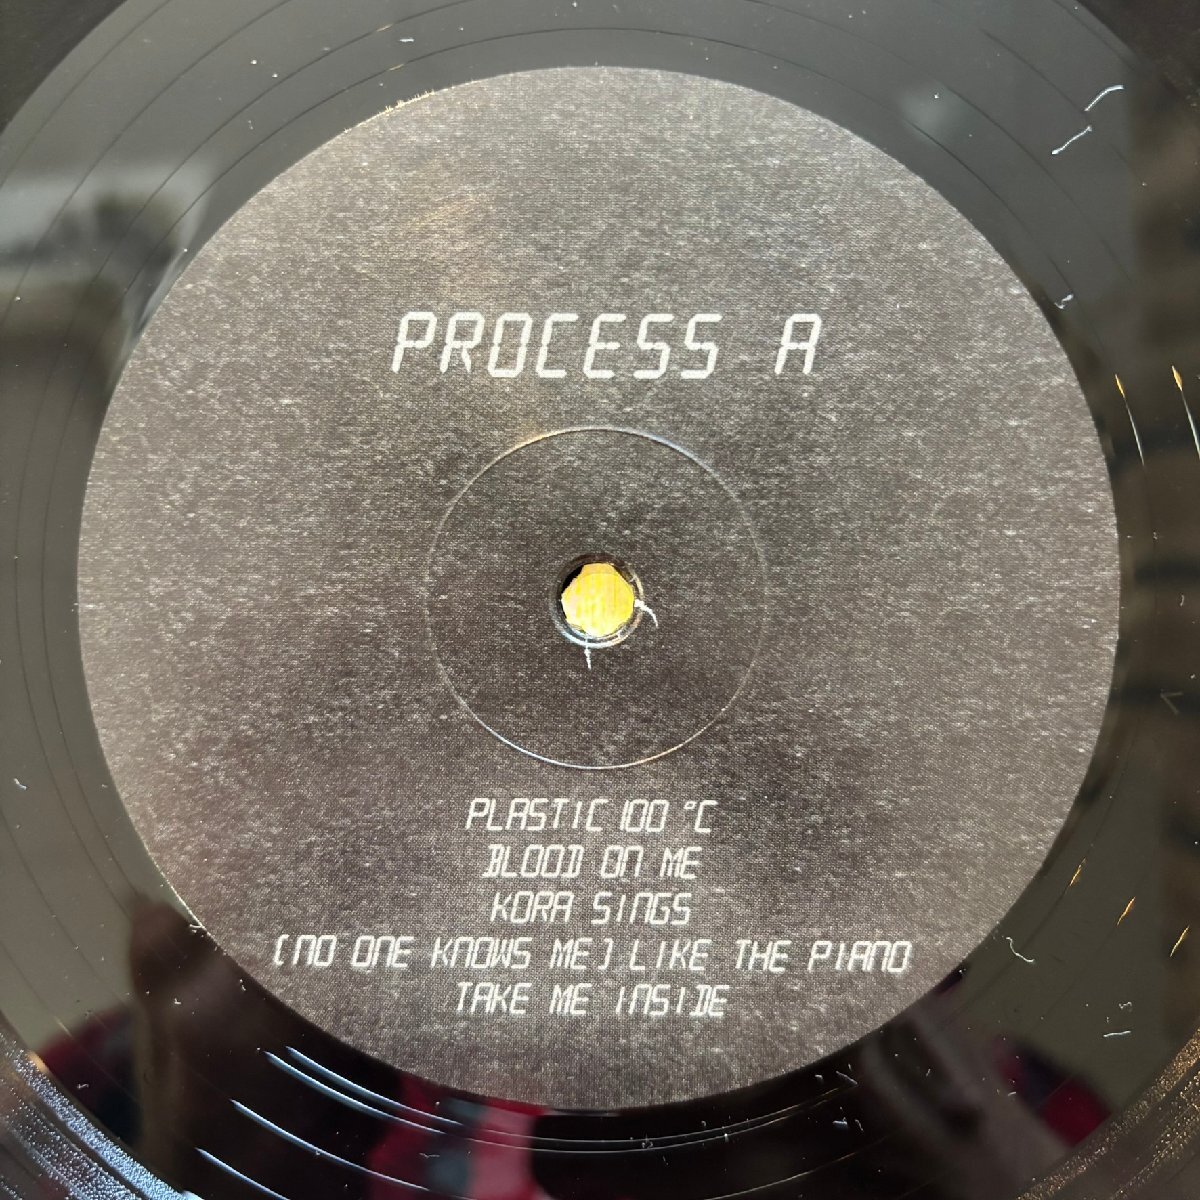 PROCESS A
PLASTIC 100 °C
BLOOD ON ME
KORA SINGS
(NO ONE KNOWS ME) LIKE THE PIANO
TAKE ME INSIDE